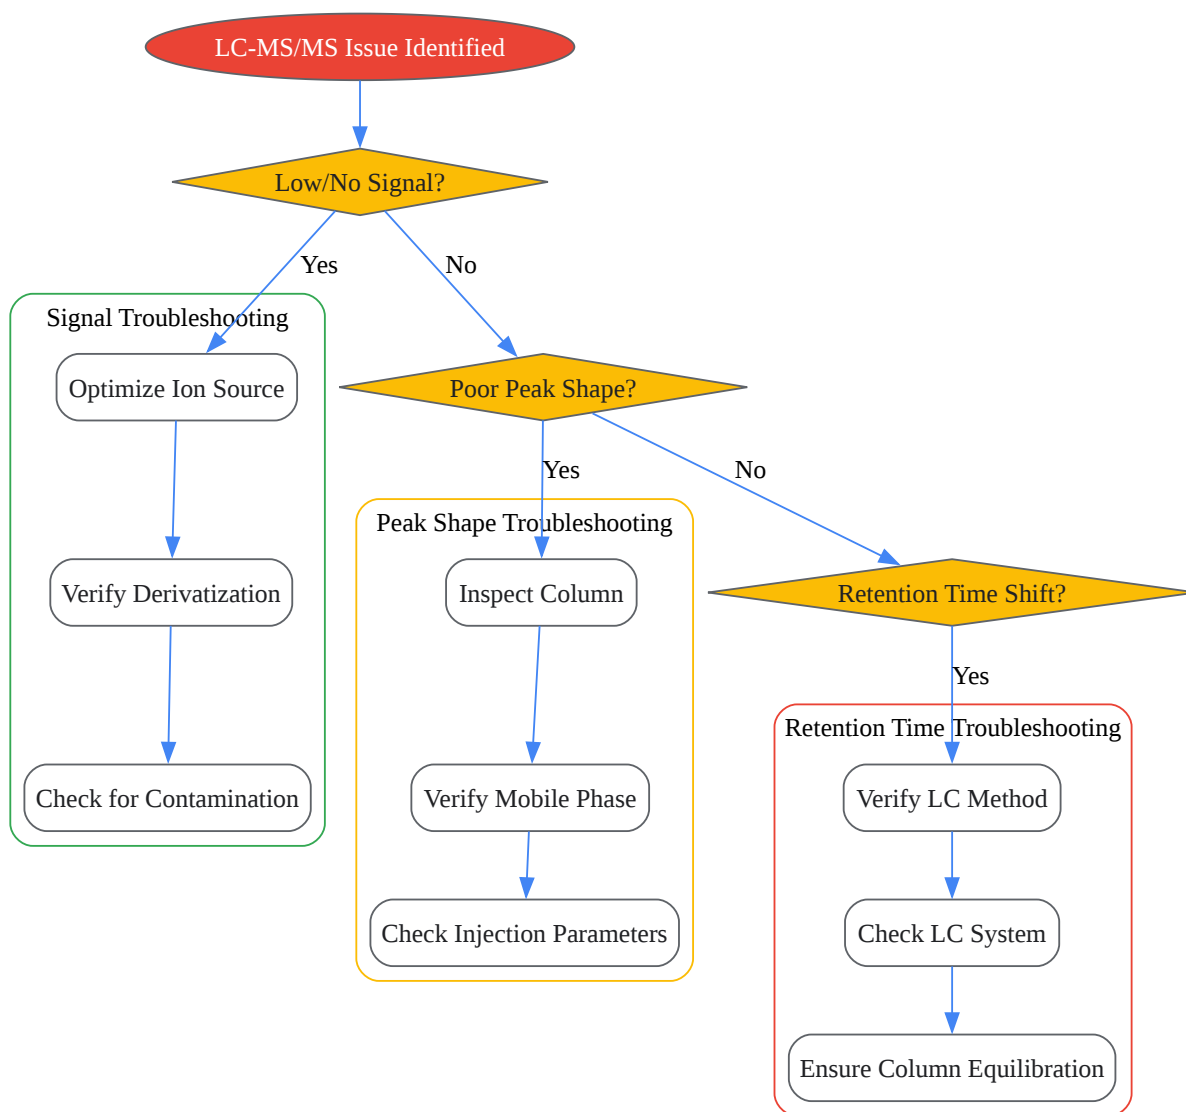 LC-MS/MS Issue Identified
Low/No Signal?
Yes
No
Signal Troubleshooting
Optimize Ion Source
Poor Peak Shape?
Yes
No
Peak Shape Troubleshooting
Verify Derivatization
Inspect Column
Retention Time Shift?
Yes
Retention Time Troubleshooting
Check for Contamination
Verify Mobile Phase
Verify LC Method
Check Injection Parameters
Check LC System
Ensure Column Equilibration